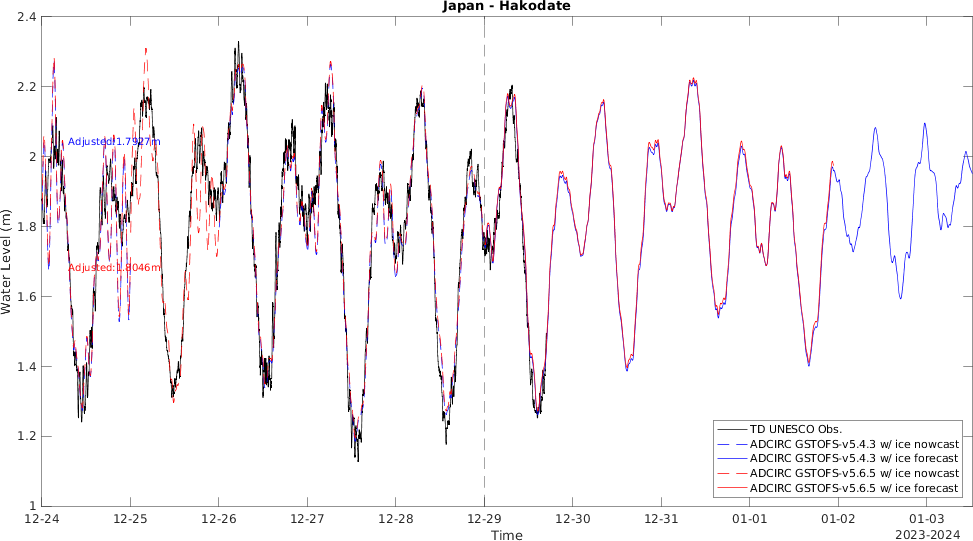 Japan - Hakodate
2.4
2.2
2
1.8
1.6
1.4
1.2
1
Water Level (m)
Adjusted:1.7927m
Adjusted:1.8046m
TD UNESCO Obs.
ADCIRC GSTOFS-v5.4.3 w/ ice nowcast
ADCIRC GSTOFS-v5.4.3 w/ ice forecast
ADCIRC GSTOFS-v5.6.5 w/ ice nowcast
ADCIRC GSTOFS-v5.6.5 w/ ice forecast
12-24 12-25 12-26 12-27 12-28 12-29 12-30 12-31 01-01 01-02 01-03
Time
2023-2024